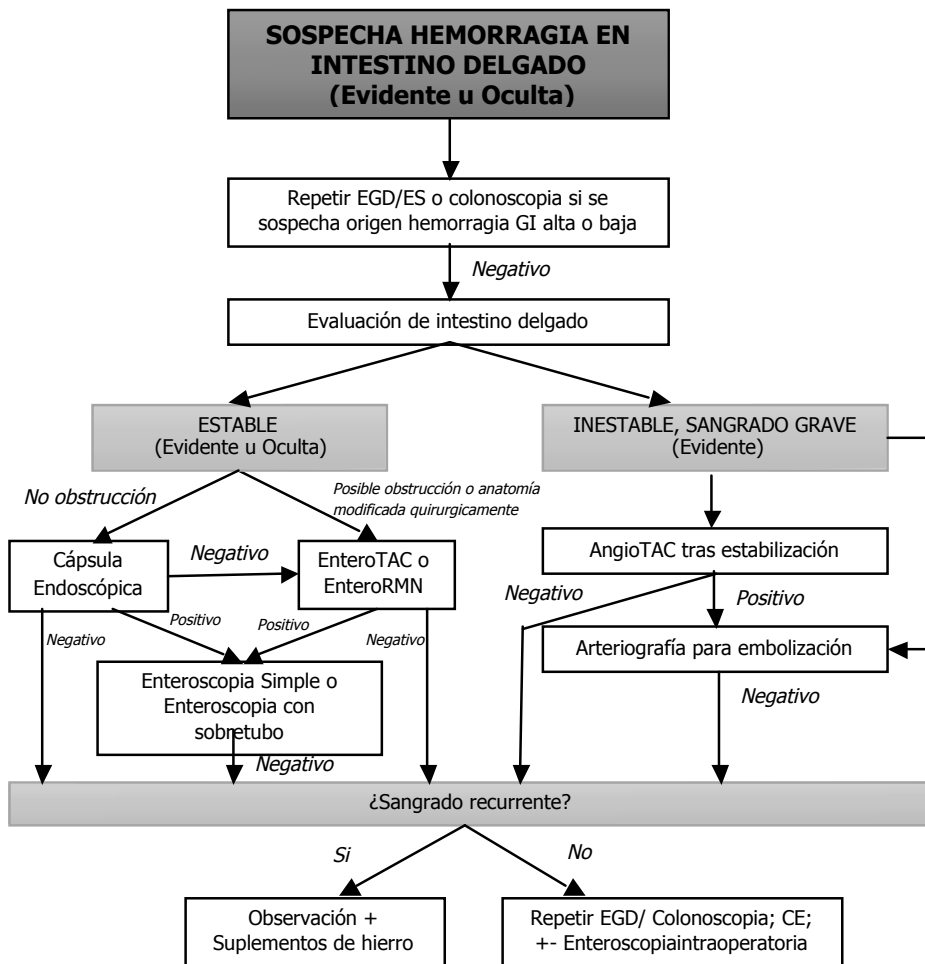 SOSPECHA HEMORRAGIA EN
INTESTINO DELGADO
(Evidente u Oculta)
Repetir EGD/ES o colonoscopia si se
sospecha origen hemorragia GI alta o baja
Negativo
Evaluación de intestino delgado
ESTABLE
(Evidente u Oculta)
INESTABLE, SANGRADO GRAVE
(Evidente)
No obstrucción
Posible obstrucción o anatomía
modificada quirurgicamente
Cápsula
Endoscópica
Negativo
EnteroTAC o
EnteroRMN
AngioTAC tras estabilización
Negativo
Positivo
Negativo
Positivo
Positivo
Negativo
Arteriografía para embolización
Enteroscopia Simple o
Enteroscopia con
sobretubo
Negativo
Negativo
¿Sangrado recurrente?
Si
No
Observación +
Suplementos de hierro
Repetir EGD/ Colonoscopia; CE;
+- Enteroscopiaintraoperatoria